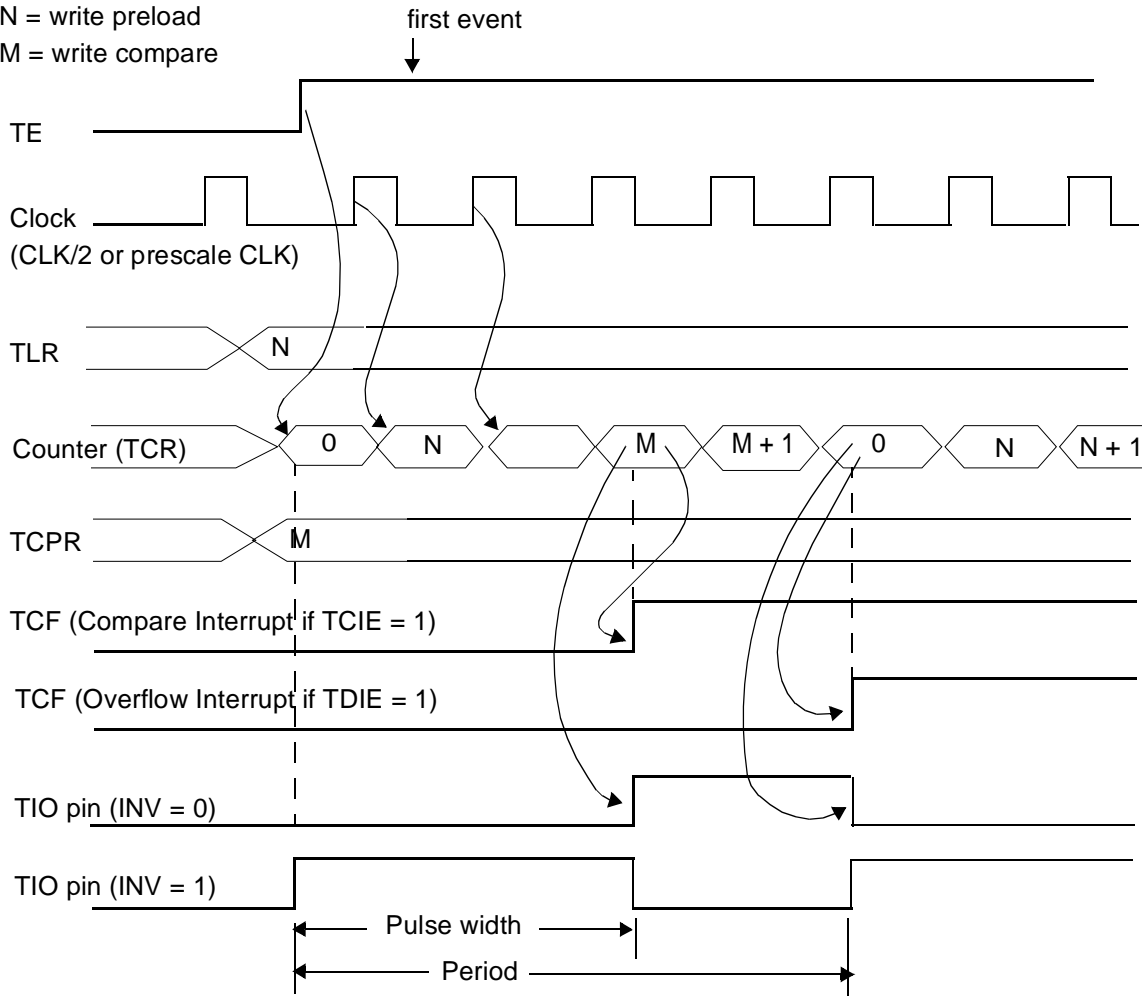 N = write preload
first event
M = write compare
TE
Clock
(CLK/2 or prescale CLK)
TLR
N
Counter (TCR)
0
N
M
M + 1
0
N
N + 1
TCPR
M
TCF (Compare Interrupt if TCIE = 1)
TCF (Overflow Interrupt if TDIE = 1)
TIO pin (INV = 0)
TIO pin (INV = 1)
Pulse width
Period